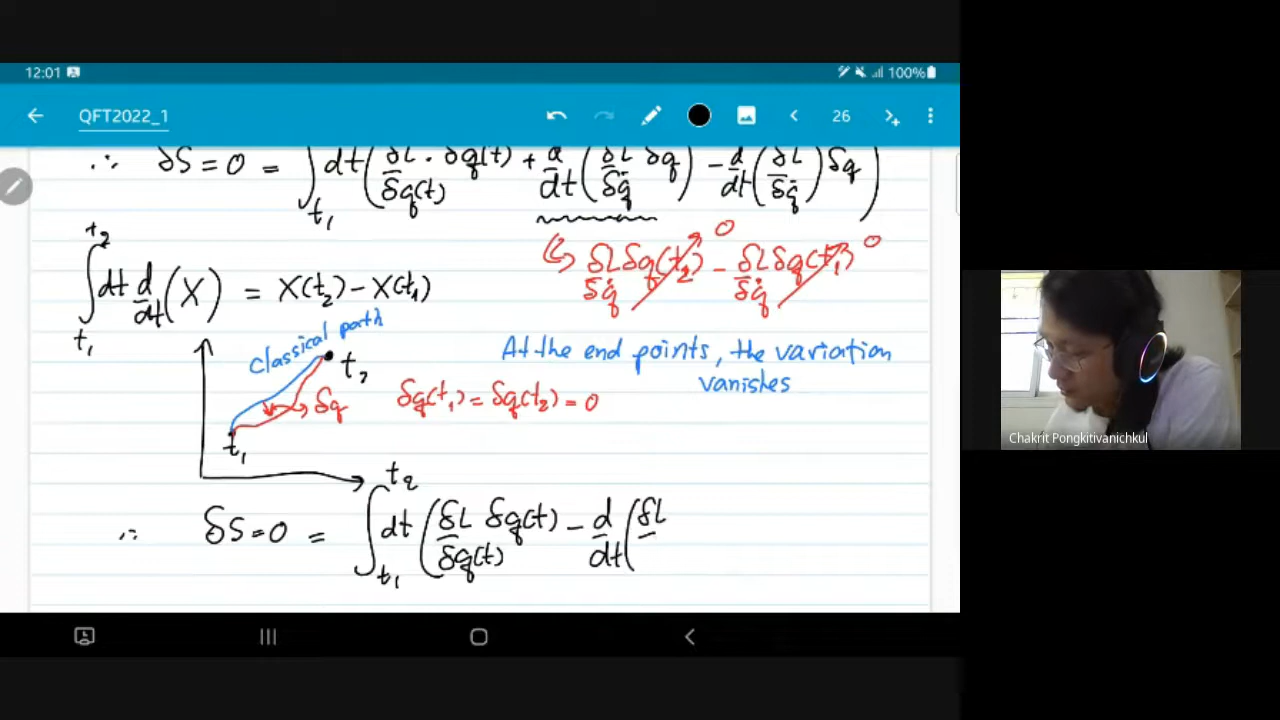 12:01 100%
QFT2022_1 26
∴ δS = 0 = ∫_{t₁} dt ( δL/δq(t) · δq(t) + d/dt ( δL/δq̇ δq ) − d/dt ( δL/δq̇ ) δq )
∫_{t₁}^{t₂} dt d/dt (X) = X(t₂) − X(t₁)
↳ δL/δq̇ δq(t₂) 0 − δL/δq̇ δq(t₁) 0
Classical path
t₂
At the end points, the variation
vanishes
δq
δq(t₁) = δq(t₂) = 0
t₁
∴ δS = 0 = ∫_{t₁}^{t₂} dt ( δL/δq(t) δq(t) − d/dt ( δL
Chakrit Pongkitivanichkul